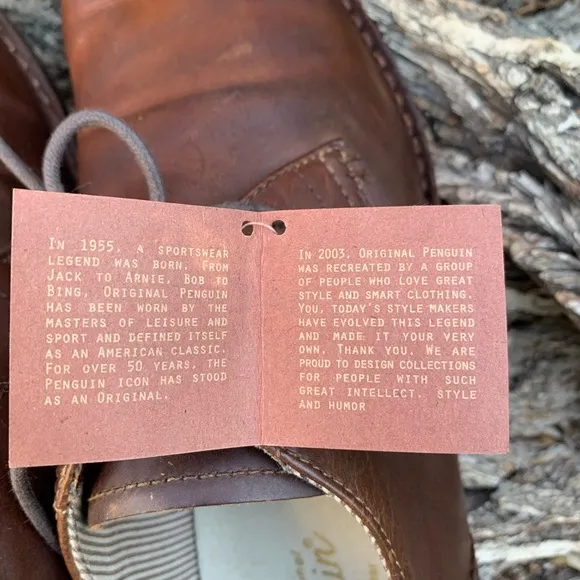 IN 1955, A SPORTSWEAR
LEGEND WAS BORN. FROM
JACK TO ARNIE, BOB TO
BING, ORIGINAL PENGUIN
HAS BEEN WORN BY THE
MASTERS OF LEISURE AND
SPORT AND DEFINED ITSELF
AS AN AMERICAN CLASSIC.
FOR OVER 50 YEARS, THE
PENGUIN ICON HAS STOOD
AS AN ORIGINAL.
IN 2003, ORIGINAL PENGUIN
WAS RECREATED BY A GROUP
OF PEOPLE WHO LOVE GREAT
STYLE AND SMART CLOTHING.
YOU, TODAY'S STYLE MAKERS
HAVE EVOLVED THIS LEGEND
AND MADE IT YOUR VERY
OWN. THANK YOU. WE ARE
PROUD TO DESIGN COLLECTIONS
FOR PEOPLE WITH SUCH
GREAT INTELLECT, STYLE
AND HUMOR